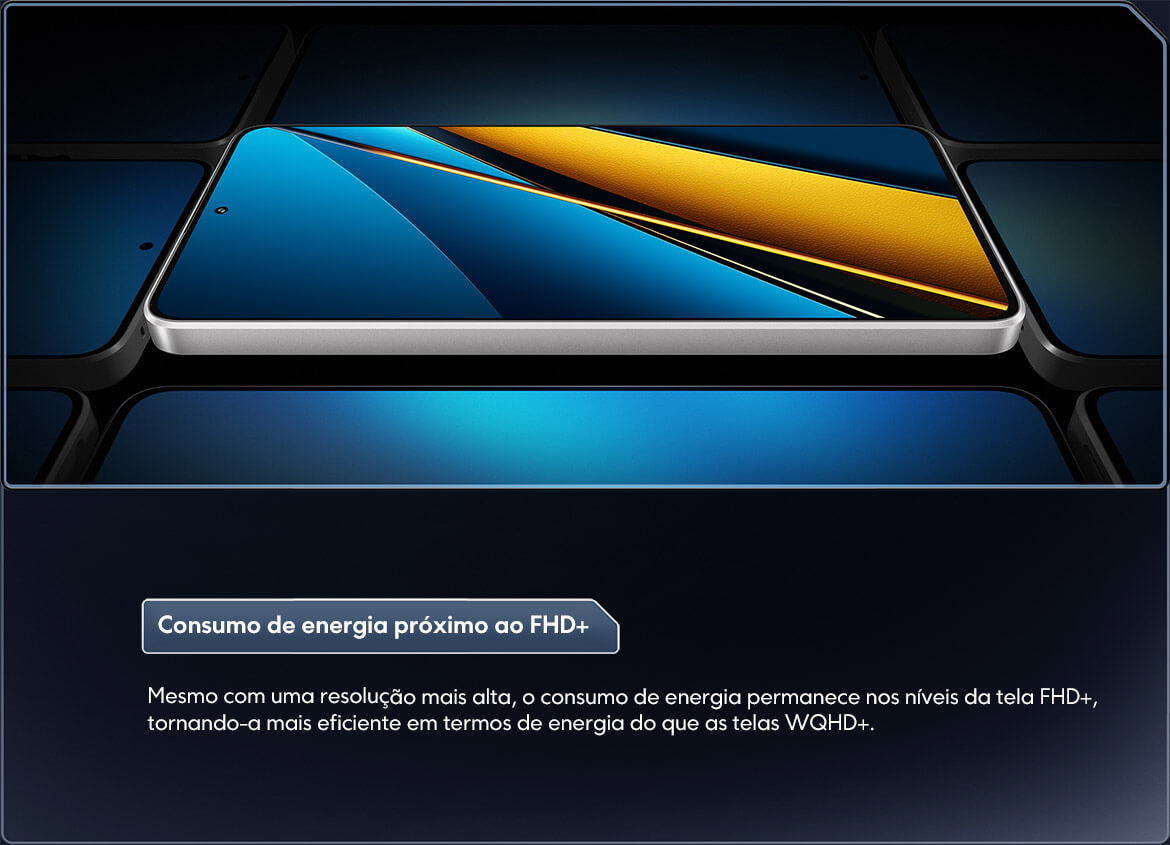 Consumo de energia próximo ao FHD+
Mesmo com uma resolução mais alta, o consumo de energia permanece nos níveis da tela FHD+,
tornando-a mais eficiente em termos de energia do que as telas WQHD+.